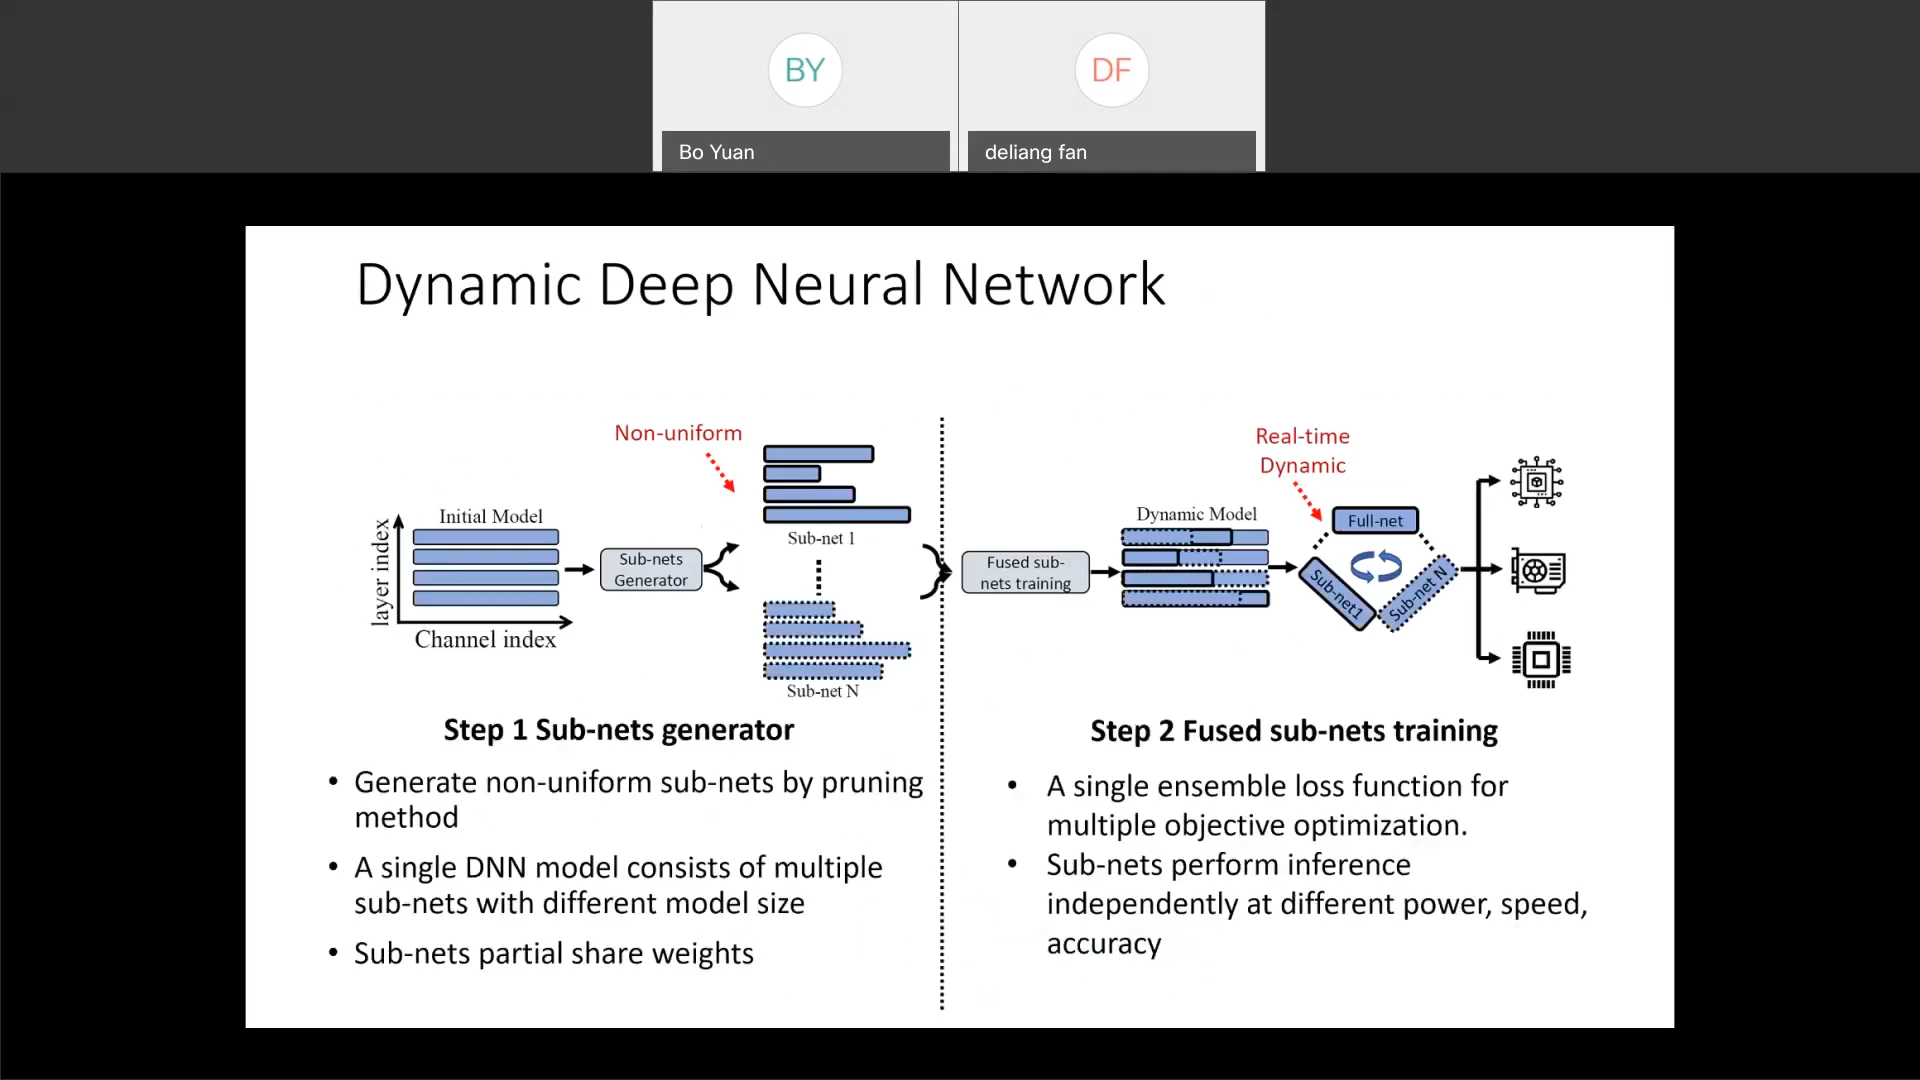 BY
DF
Bo Yuan
deliang fan
Dynamic Deep Neural Network
Non-uniform
Initial Model
layer index
Channel index
Sub-nets
Generator
Sub-net 1
Sub-net N
Fused sub-
nets training
Dynamic Model
Real-time
Dynamic
Full-net
Sub-net1
Sub-net N
Step 1 Sub-nets generator
• Generate non-uniform sub-nets by pruning
method
• A single DNN model consists of multiple
sub-nets with different model size
• Sub-nets partial share weights
Step 2 Fused sub-nets training
• A single ensemble loss function for
multiple objective optimization.
• Sub-nets perform inference
independently at different power, speed,
accuracy